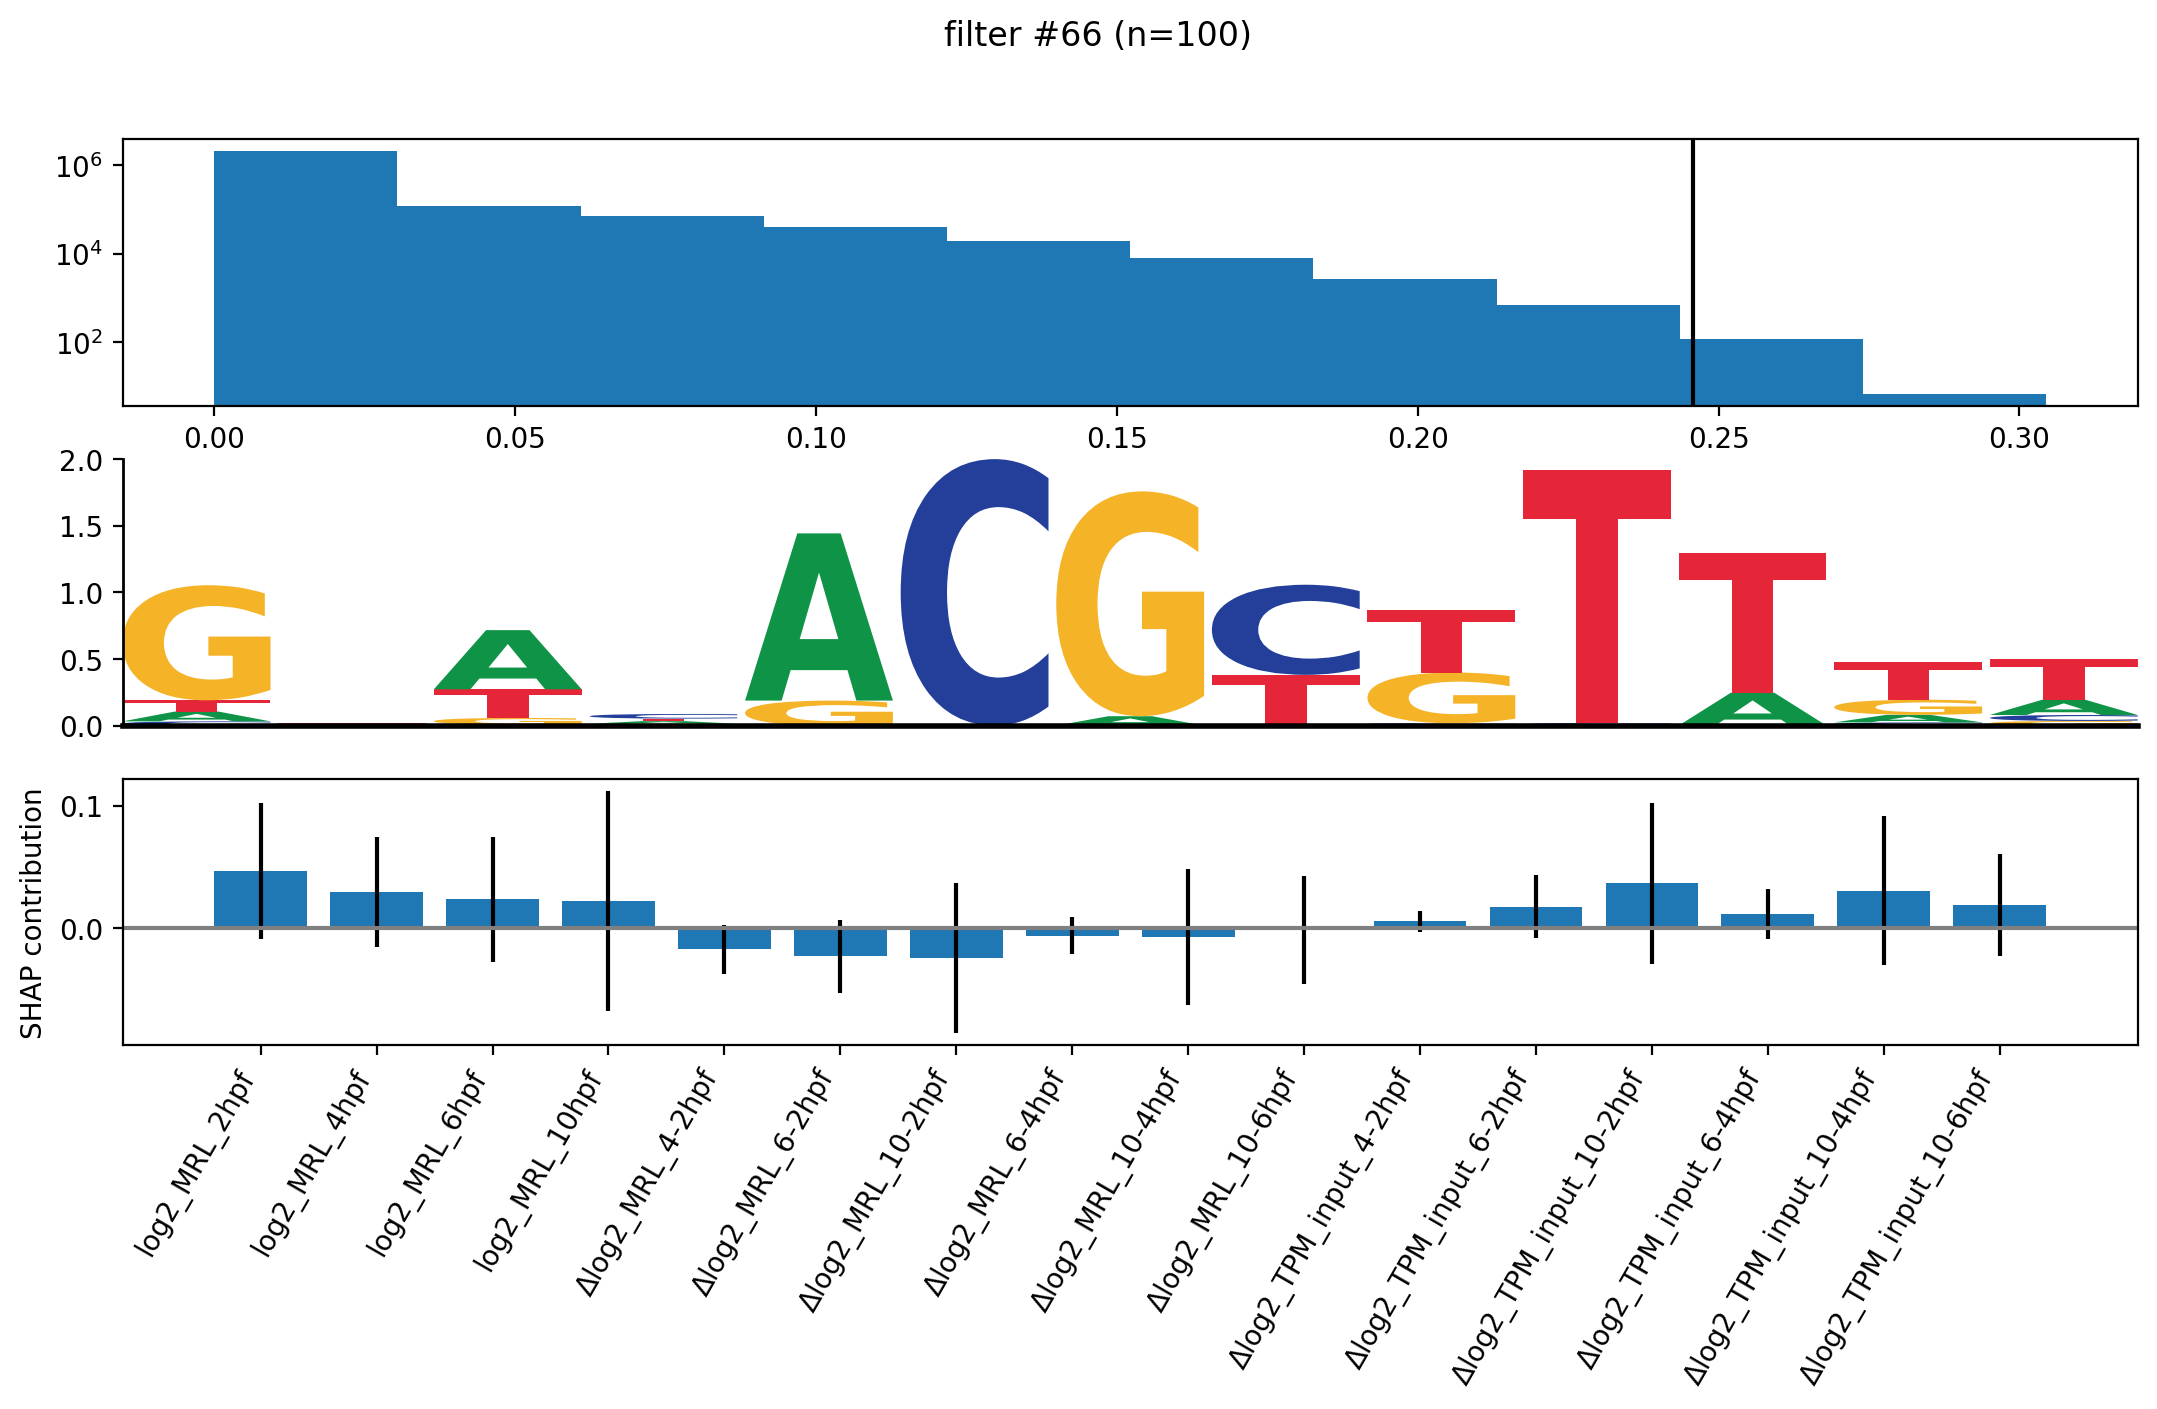 filter #66 (n=100)
10^6
10^4
10^2
0.00 0.05 0.10 0.15 0.20 0.25 0.30
2.0
1.5
1.0
0.5
0.0
G T A
A T G
C T A
A G
C
G A
C T
T G
T
T A
T G A
T A C
SHAP contribution
0.1
0.0
log2_MRL_2hpf
log2_MRL_4hpf
log2_MRL_6hpf
log2_MRL_10hpf
Δlog2_MRL_4-2hpf
Δlog2_MRL_6-2hpf
Δlog2_MRL_10-2hpf
Δlog2_MRL_6-4hpf
Δlog2_MRL_10-4hpf
Δlog2_MRL_10-6hpf
Δlog2_TPM_input_4-2hpf
Δlog2_TPM_input_6-2hpf
Δlog2_TPM_input_10-2hpf
Δlog2_TPM_input_6-4hpf
Δlog2_TPM_input_10-4hpf
Δlog2_TPM_input_10-6hpf